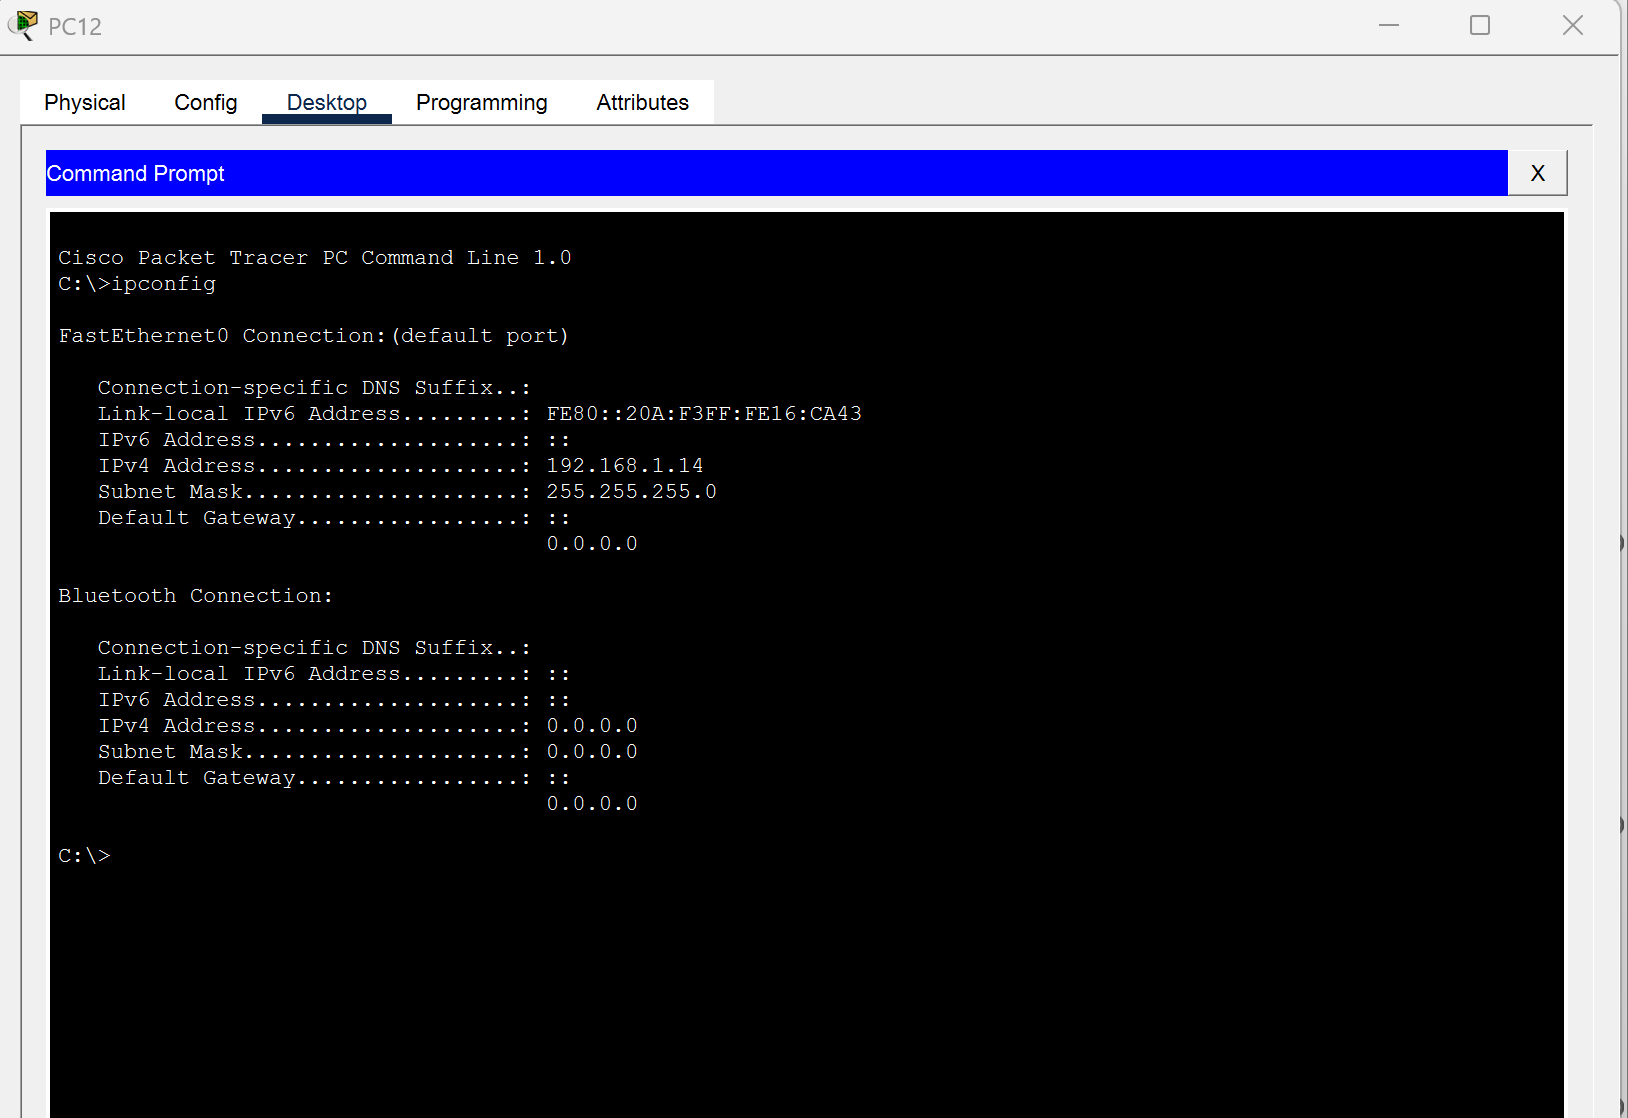 PC12
Physical Config Desktop Programming Attributes
Command Prompt X
Cisco Packet Tracer PC Command Line 1.0
C:\>ipconfig
FastEthernet0 Connection:(default port)
Connection-specific DNS Suffix..:
Link-local IPv6 Address.........: FE80::20A:F3FF:FE16:CA43
IPv6 Address....................: ::
IPv4 Address....................: 192.168.1.14
Subnet Mask.....................: 255.255.255.0
Default Gateway.................: ::
0.0.0.0
Bluetooth Connection:
Connection-specific DNS Suffix..:
Link-local IPv6 Address.........: ::
IPv6 Address....................: ::
IPv4 Address....................: 0.0.0.0
Subnet Mask.....................: 0.0.0.0
Default Gateway.................: ::
0.0.0.0
C:\>